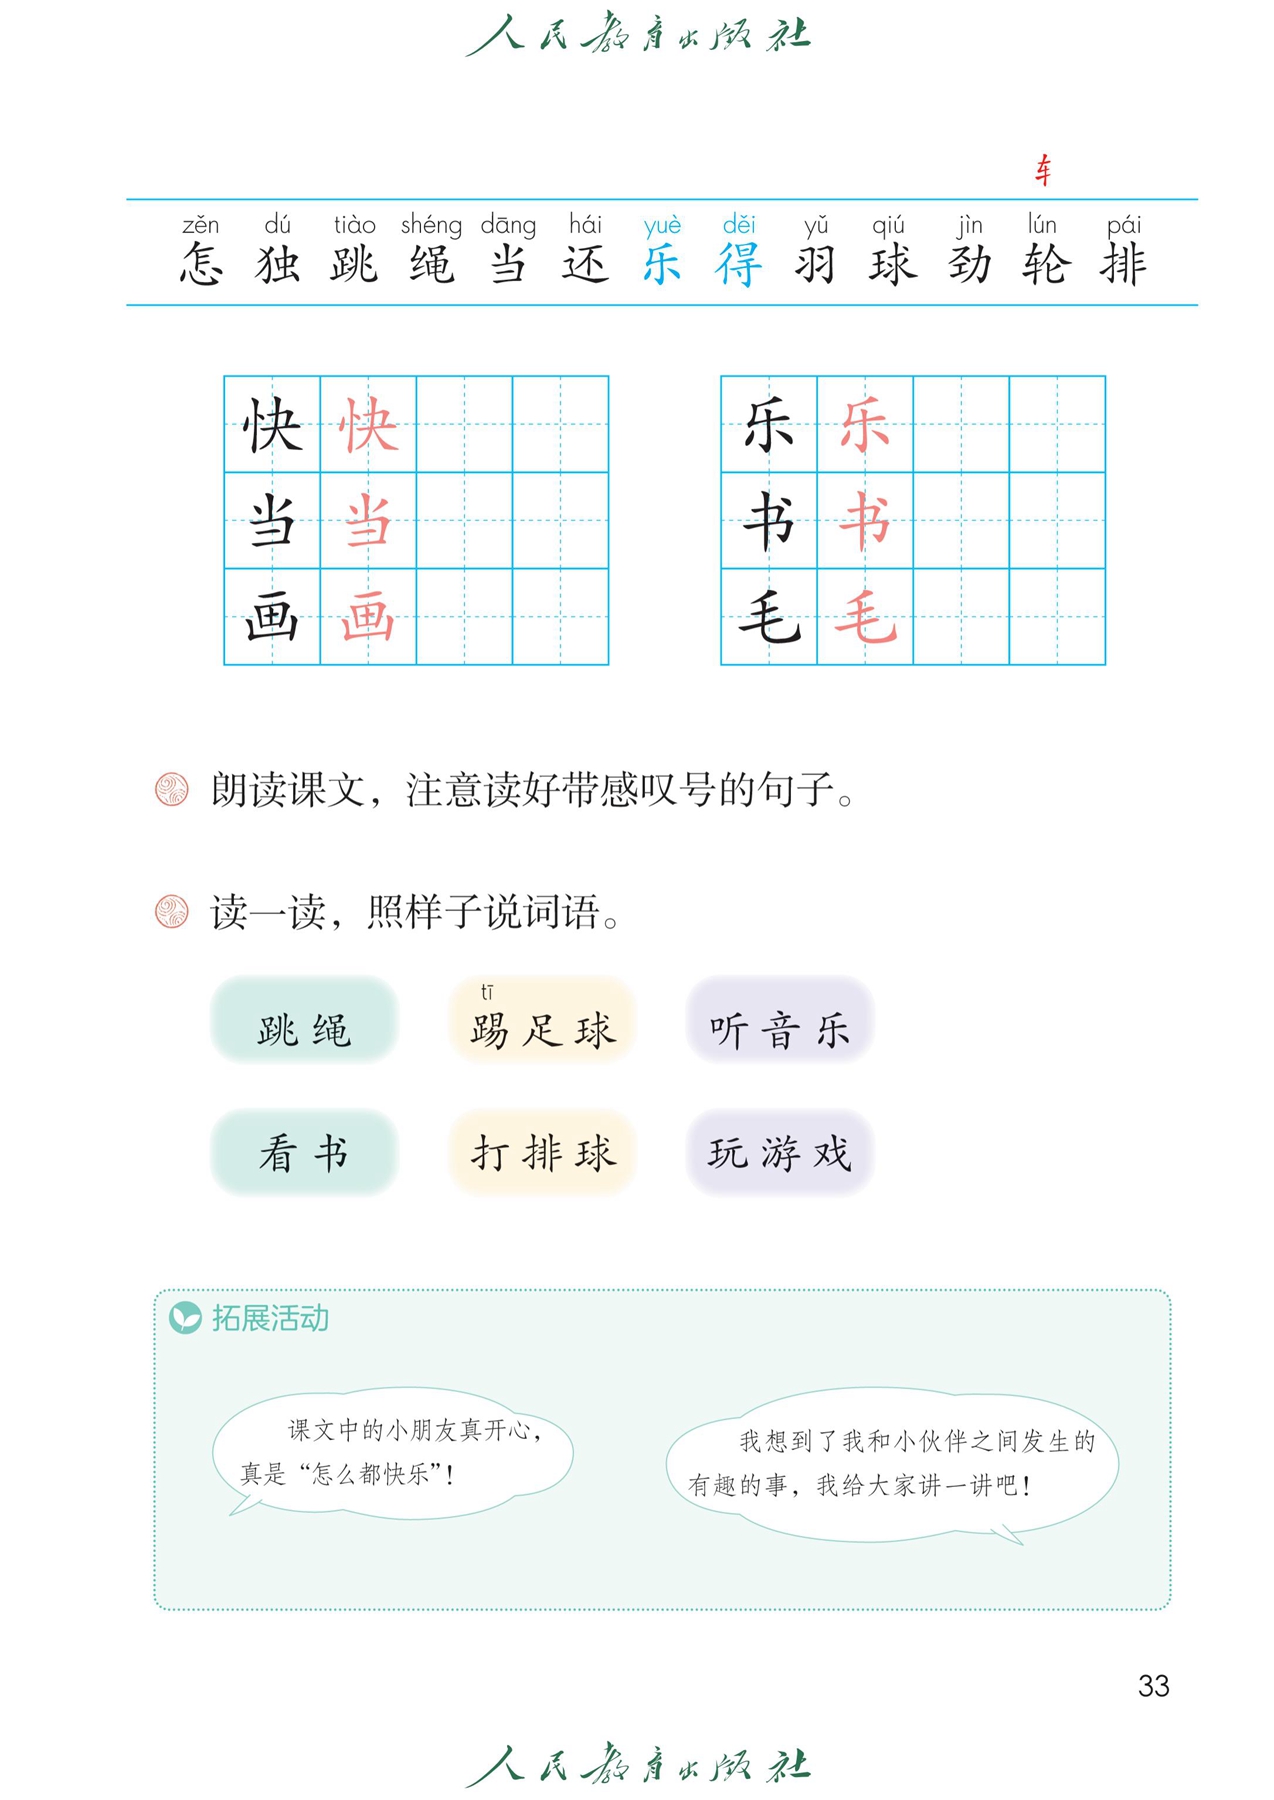 人民教育出版社
车
zěn dú tiào shéng dāng hái yuè děi yǔ qiú jìn lún pái
怎 独 跳 绳 当 还 乐 得 羽 球 劲 轮 排
快 快 乐 乐
当 当 书 书
画 画 毛 毛
朗读课文，注意读好带感叹号的句子。
读一读，照样子说词语。
tī
跳绳 踢足球 听音乐
看书 打排球 玩游戏
拓展活动
课文中的小朋友真开心，
真是“怎么都快乐”！
我想到了我和小伙伴之间发生的
有趣的事，我给大家讲一讲吧！
33
人民教育出版社